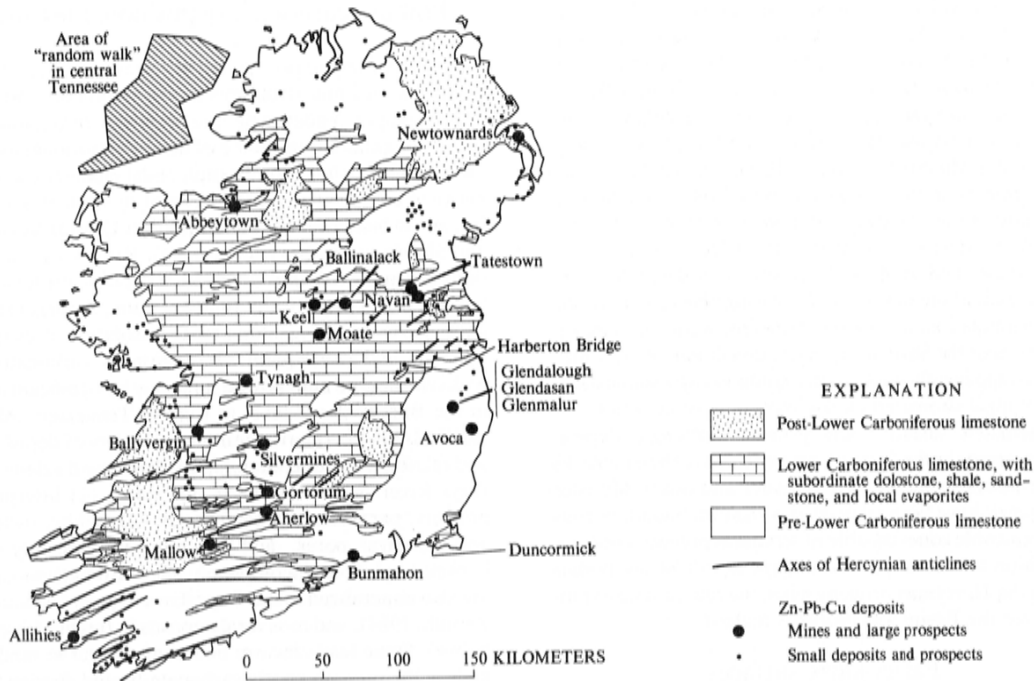 Area of
"random walk"
in central
Tennessee
Newtownards
Abbeytown
Ballinalack
Tatestown
Navan
Keel
Moate
Harberton Bridge
Tynagh
Glendalough
Glendasan
Glenmalur
Avoca
Ballyvergin
Silvermines
Gortorum
Aherlow
Mallow
Duncormick
Bunmahon
Allihies
0 50 100 150 KILOMETERS
EXPLANATION
Post-Lower Carboniferous limestone
Lower Carboniferous limestone, with
subordinate dolostone, shale, sand-
stone, and local evaporites
Pre-Lower Carboniferous limestone
Axes of Hercynian anticlines
Zn-Pb-Cu deposits
Mines and large prospects
Small deposits and prospects